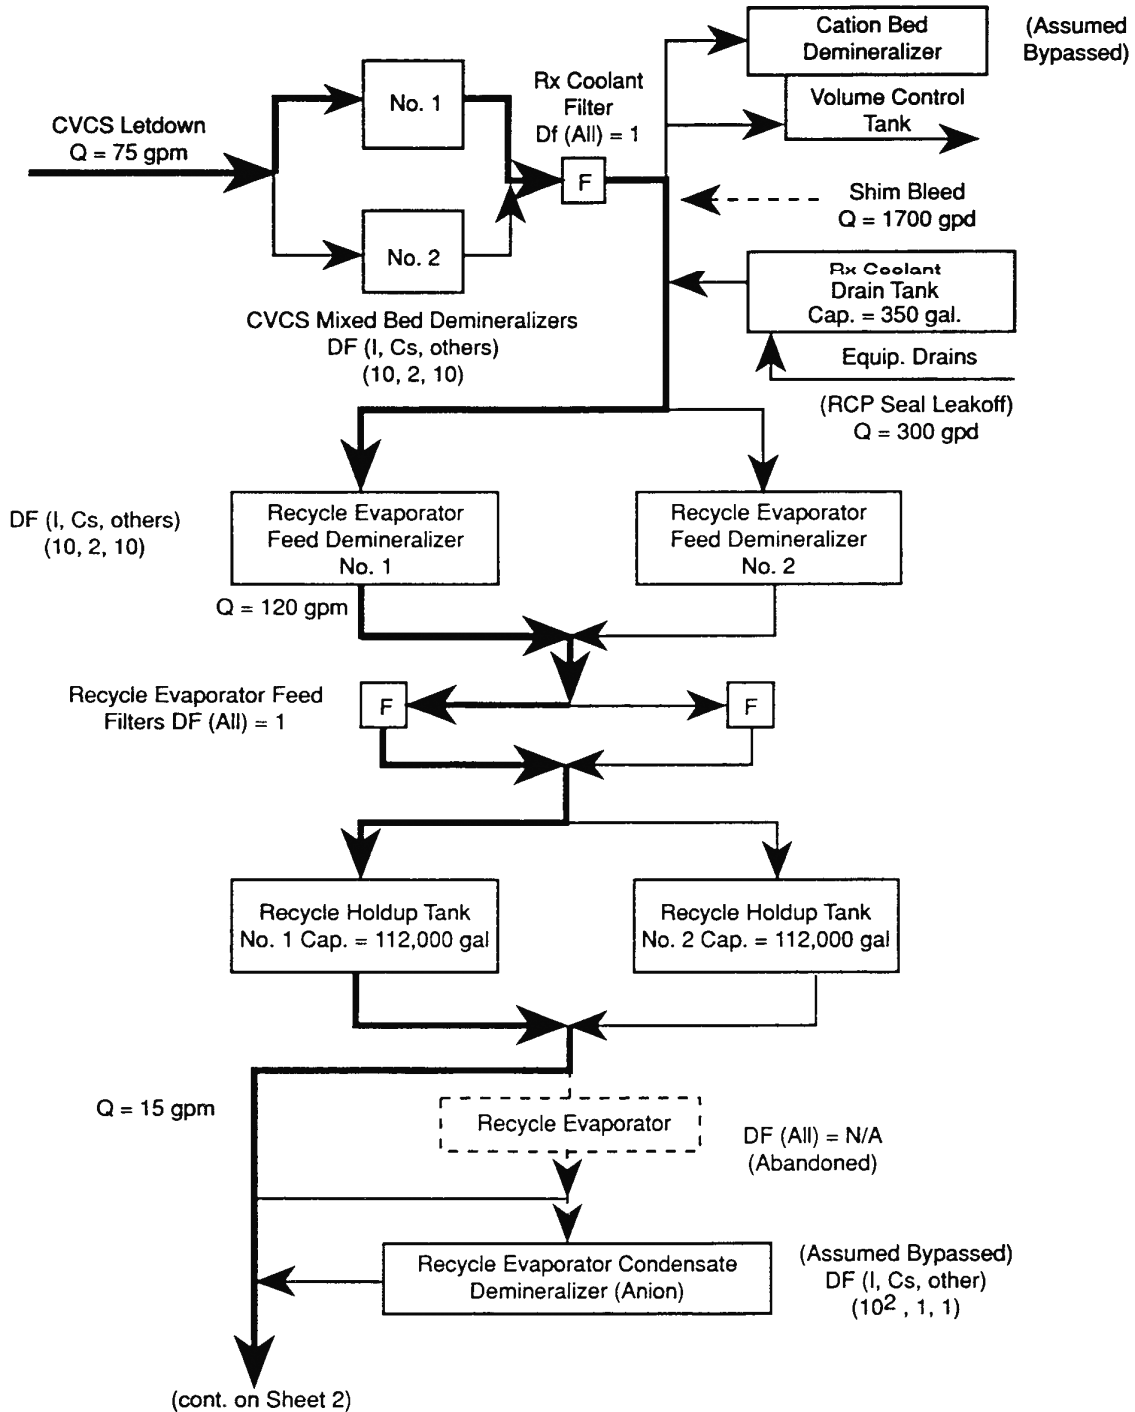 Cation Bed
Demineralizer
(Assumed
Bypassed)
Volume Control
Tank
CVCS Letdown
Q = 75 gpm
No. 1
Rx Coolant
Filter
Df (All) = 1
F
No. 2
CVCS Mixed Bed Demineralizers
DF (I, Cs, others)
(10, 2, 10)
Shim Bleed
Q = 1700 gpd
Rx Coolant
Drain Tank
Cap. = 350 gal.
Equip. Drains
(RCP Seal Leakoff)
Q = 300 gpd
DF (I, Cs, others)
(10, 2, 10)
Recycle Evaporator
Feed Demineralizer
No. 1
Recycle Evaporator
Feed Demineralizer
No. 2
Q = 120 gpm
Recycle Evaporator Feed
Filters DF (All) = 1
F
F
Recycle Holdup Tank
No. 1 Cap. = 112,000 gal
Recycle Holdup Tank
No. 2 Cap. = 112,000 gal
Q = 15 gpm
Recycle Evaporator
DF (All) = N/A
(Abandoned)
Recycle Evaporator Condensate
Demineralizer (Anion)
(Assumed Bypassed)
DF (I, Cs, other)
(10², 1, 1)
(cont. on Sheet 2)